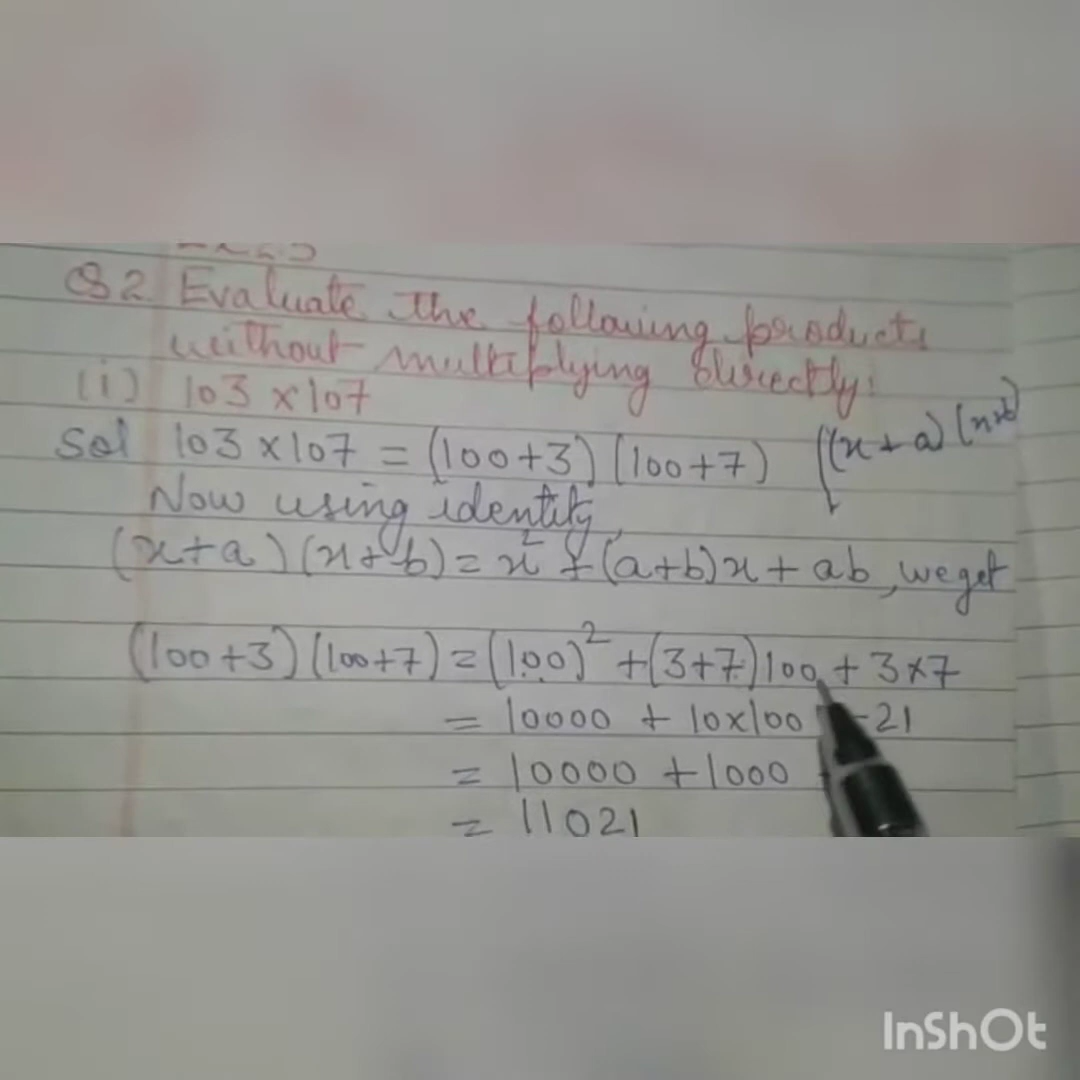 Q2 Evaluate the following products
without multiplying directly:
(i) 103 x 107
Sol 103 x 107 = (100+3) (100+7) ((x+a) (x+b)
Now using identity,
(x+a) (x+b) = x² + (a+b)x + ab, we get
(100+3) (100+7) = (100)² + (3+7)100 + 3x7
= 10000 + 10x100 + 21
= 10000 + 1000
= 11021
InShOt